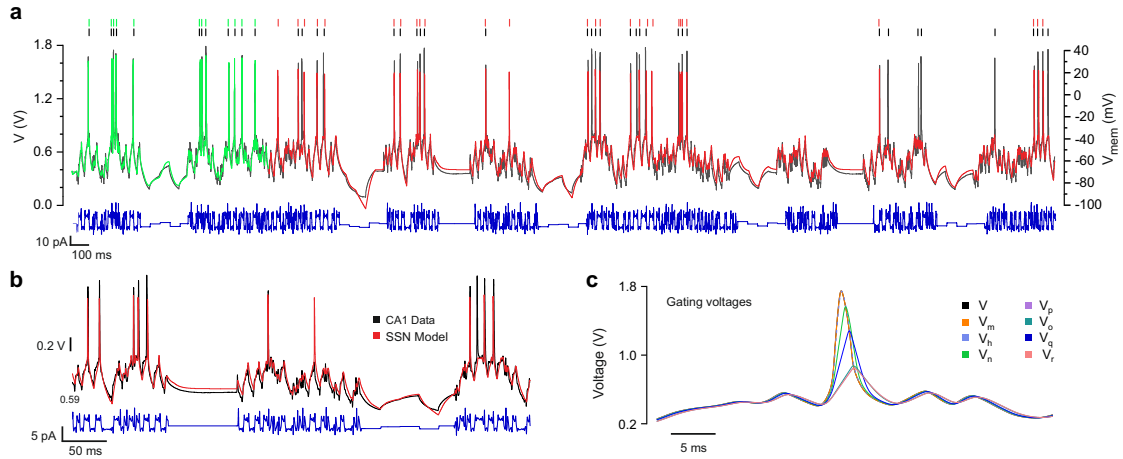 a
1.8
1.2
0.6
0.0
V (V)
40
20
0
-20
-40
-60
-80
-100
V_mem (mV)
10 pA
100 ms
b
CA1 Data
SSN Model
0.2 V
0.59
5 pA
50 ms
c
Gating voltages
1.8
1.0
0.2
Voltage (V)
V V_p
V_m V_o
V_h V_q
V_n V_r
5 ms